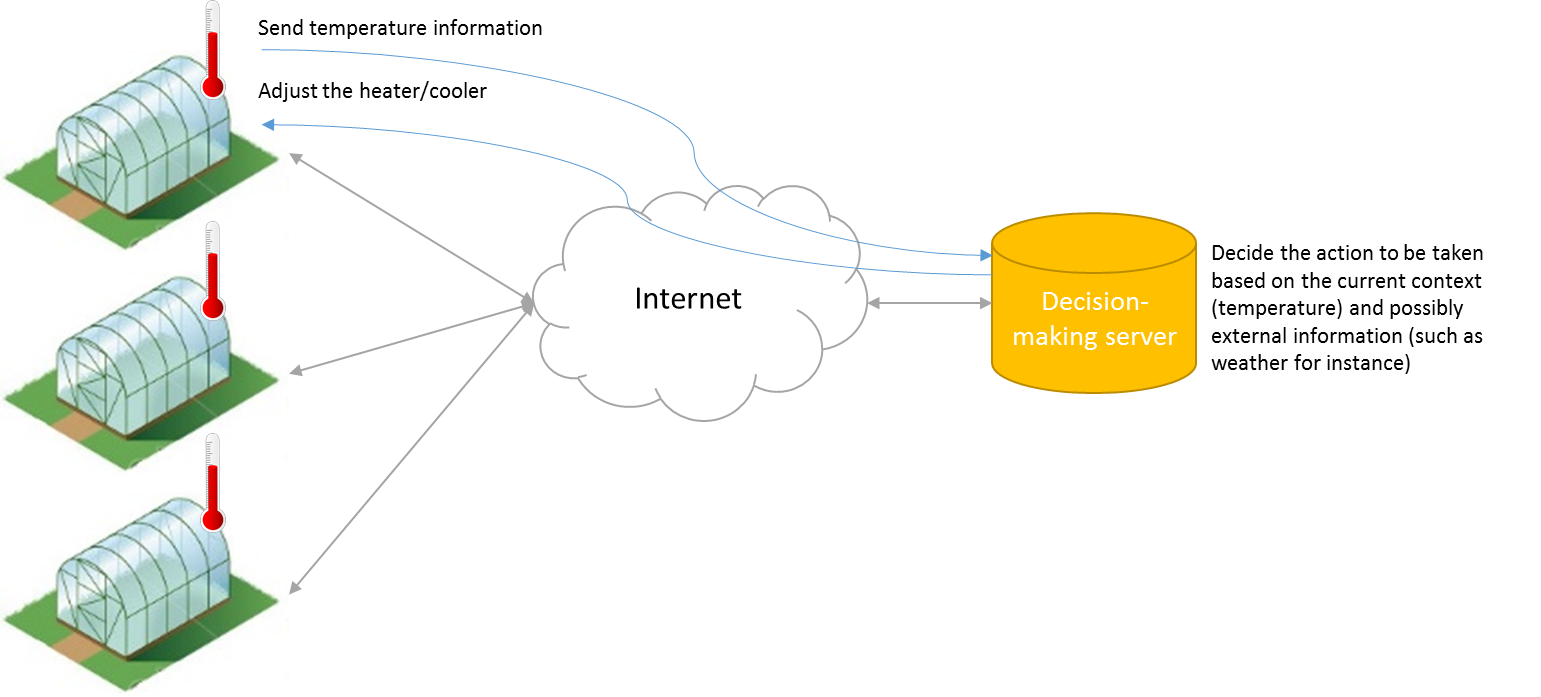 Send temperature information
Adjust the heater/cooler
Internet
Decision-
making server
Decide the action to be taken
based on the current context
(temperature) and possibly
external information (such as
weather for instance)